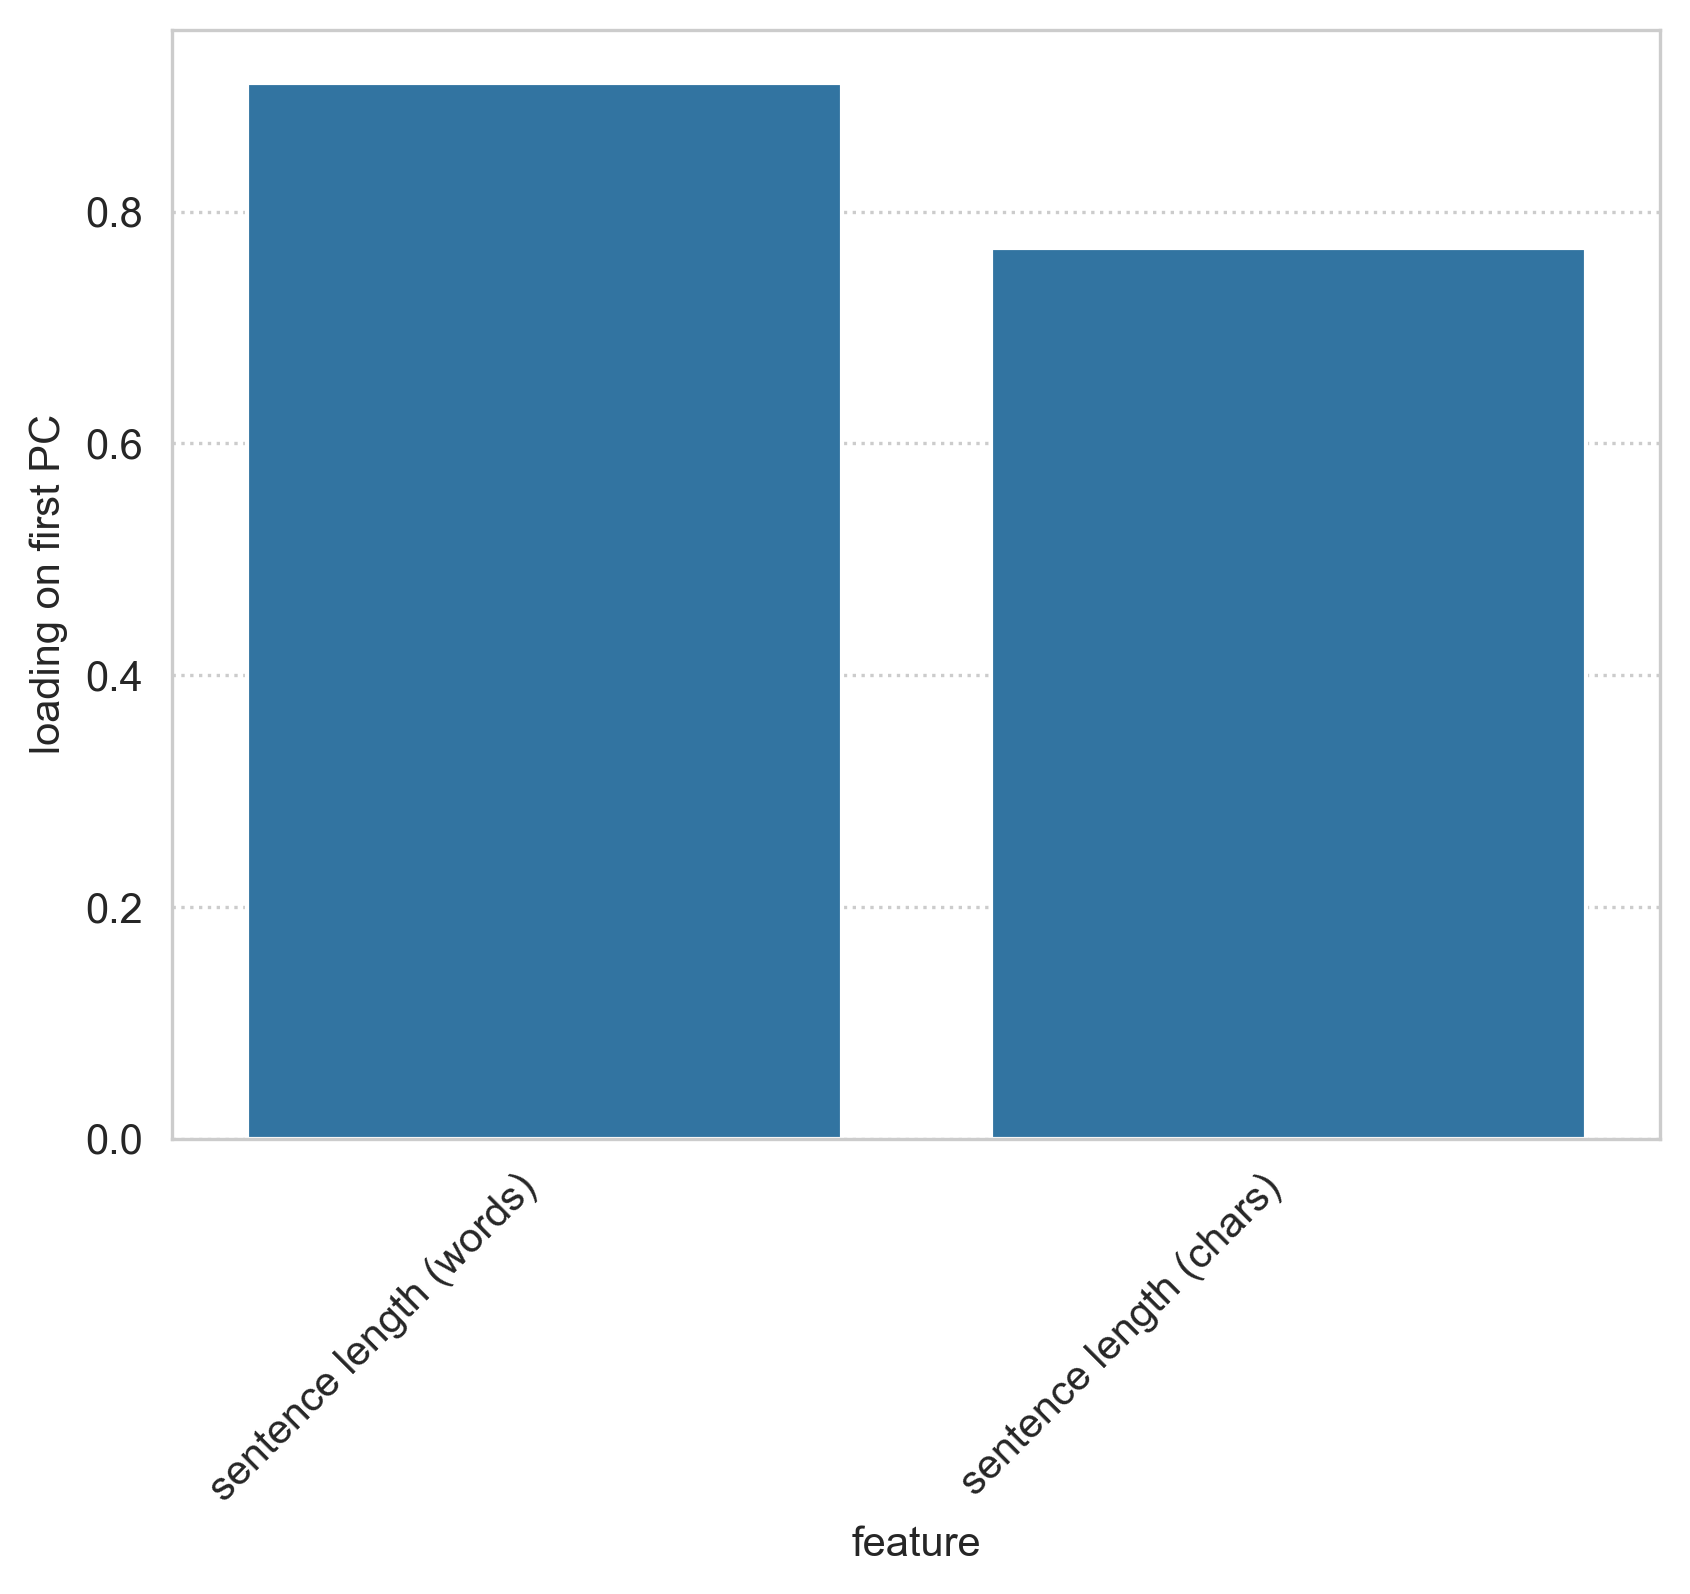 loading on first PC
0.8
0.6
0.4
0.2
0.0
sentence length (words)
sentence length (chars)
feature